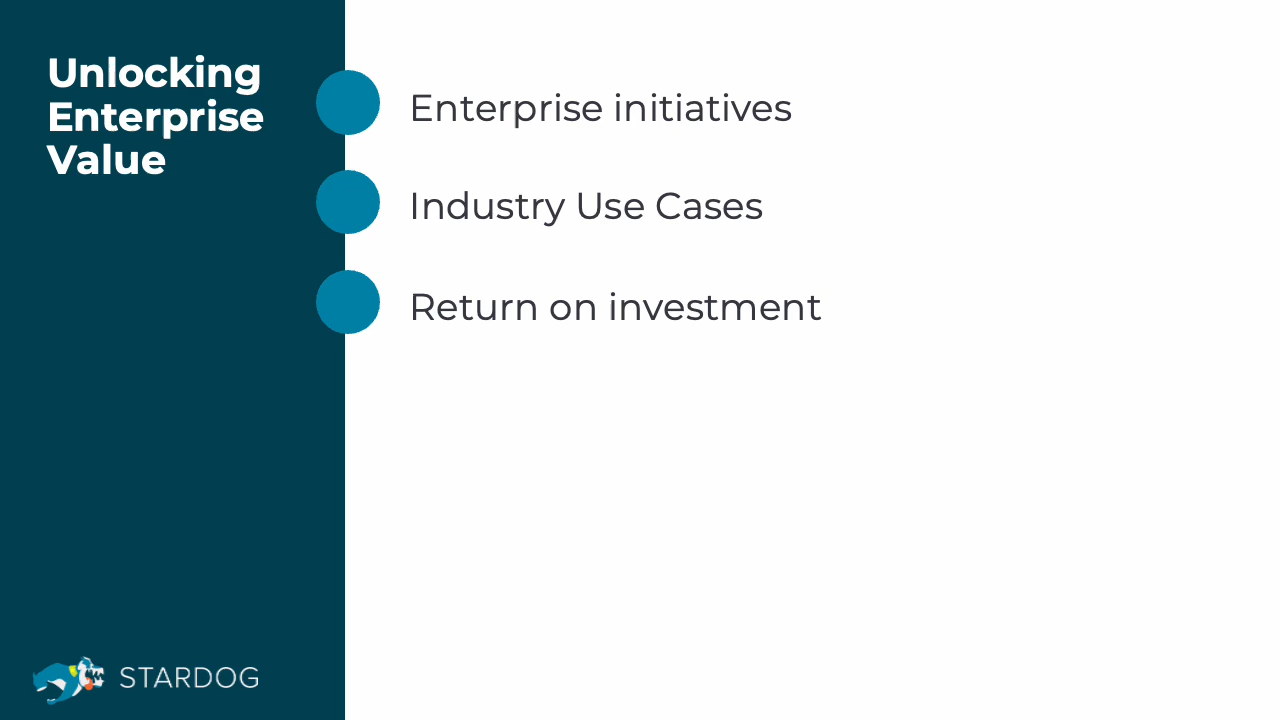 Unlocking
Enterprise
Value
Enterprise initiatives
Industry Use Cases
Return on investment
STARDOG